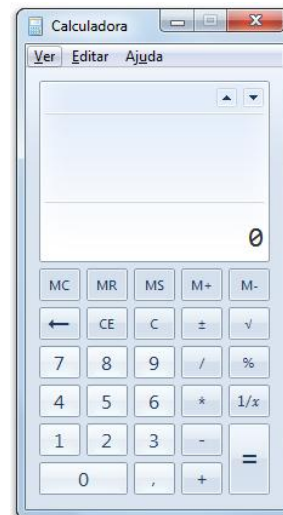 Calculadora
Ver Editar Ajuda
0
MC MR MS M+ M-
← CE C ± √
7 8 9 / %
4 5 6 * 1/x
1 2 3 - =
0 , +